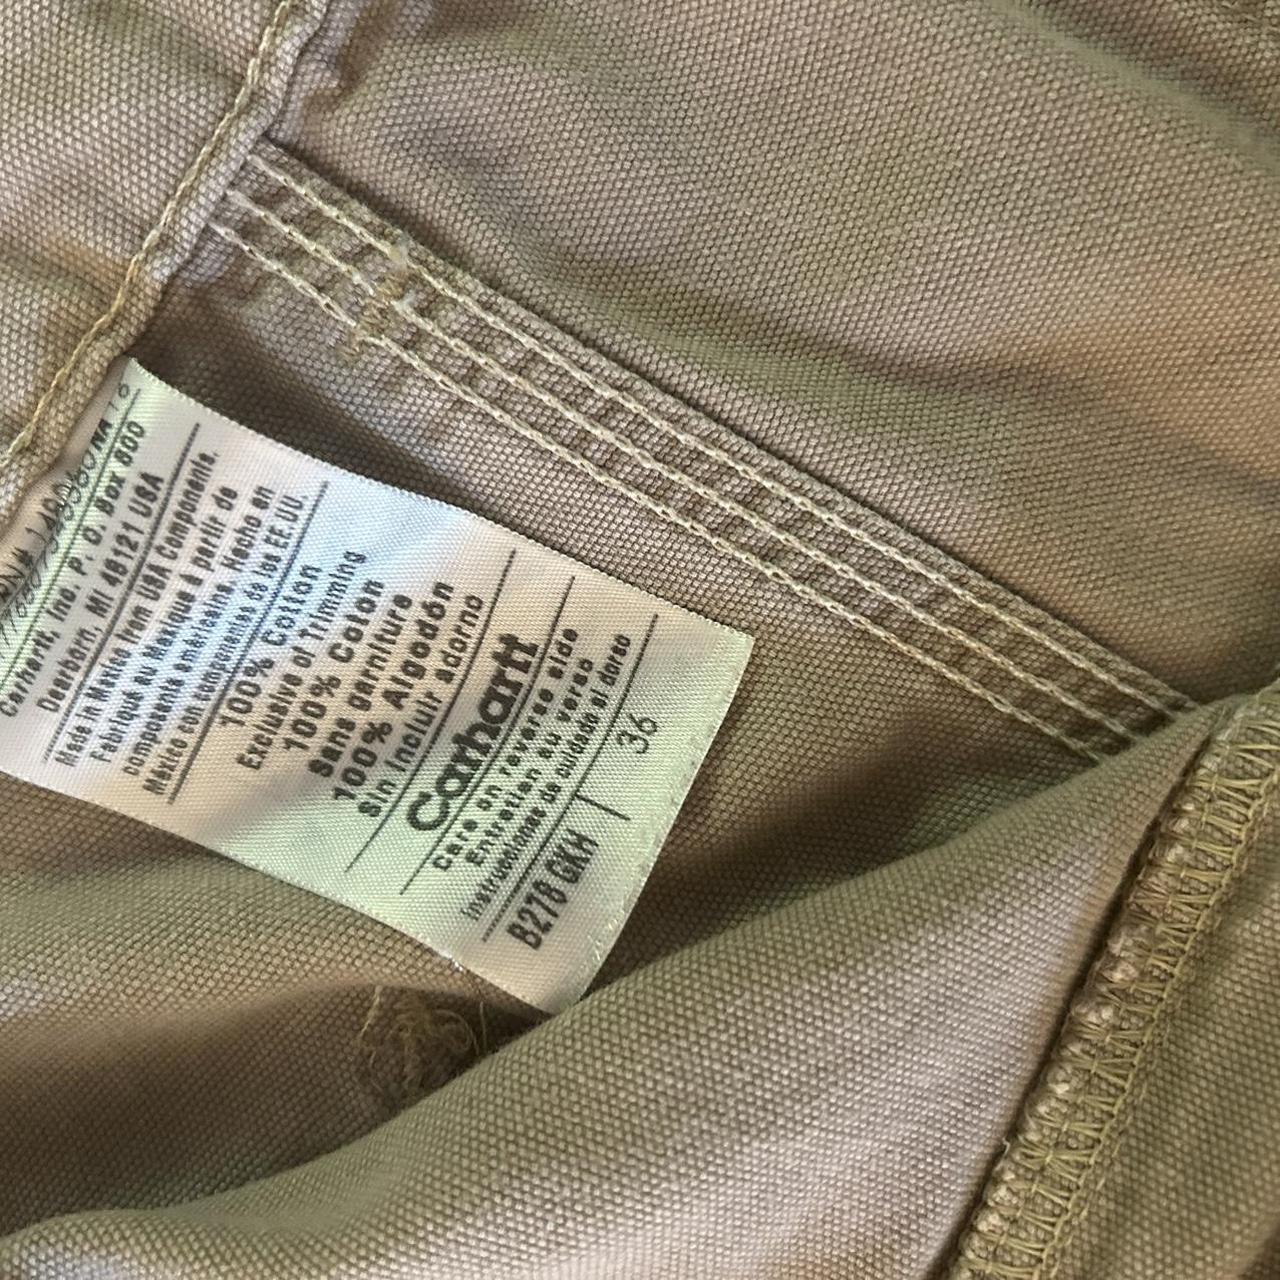 Carhartt, Inc. P. O. Box 600
Dearborn, MI 48121 USA
Made in Mexico from USA Components.
Fabriqué au Mexique à partir de
composants américains. Hecho en
México con componentes de los EE.UU.
100% Cotton
Exclusive of Trimming
100% Coton
Sans garniture
100% Algodón
Sin incluir adorno
Carhartt
Care on reverse side
Entretien au verso
Instrucciones de cuidado al dorso
B278 GKH
36